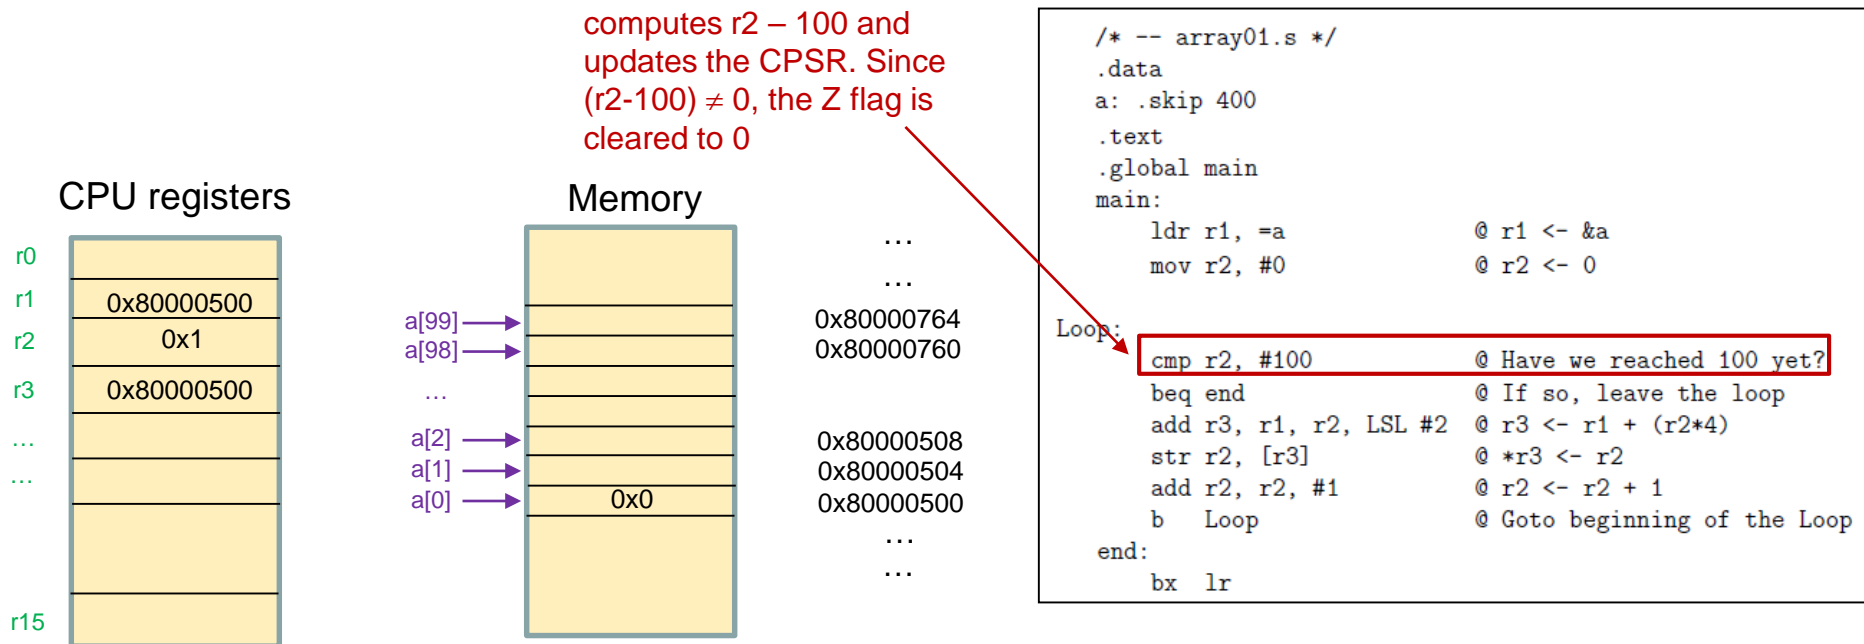 computes r2 – 100 and
updates the CPSR. Since
(r2-100) ≠ 0, the Z flag is
cleared to 0
CPU registers
r0
r1 0x80000500
r2 0x1
r3 0x80000500
…
…
r15
Memory
…
…
a[99] 0x80000764
a[98] 0x80000760
…
a[2] 0x80000508
a[1] 0x80000504
a[0] 0x0 0x80000500
…
…
/* -- array01.s */
.data
a: .skip 400
.text
.global main
main:
ldr r1, =a @ r1 <- &a
mov r2, #0 @ r2 <- 0
Loop:
cmp r2, #100 @ Have we reached 100 yet?
beq end @ If so, leave the loop
add r3, r1, r2, LSL #2 @ r3 <- r1 + (r2*4)
str r2, [r3] @ *r3 <- r2
add r2, r2, #1 @ r2 <- r2 + 1
b Loop @ Goto beginning of the Loop
end:
bx lr